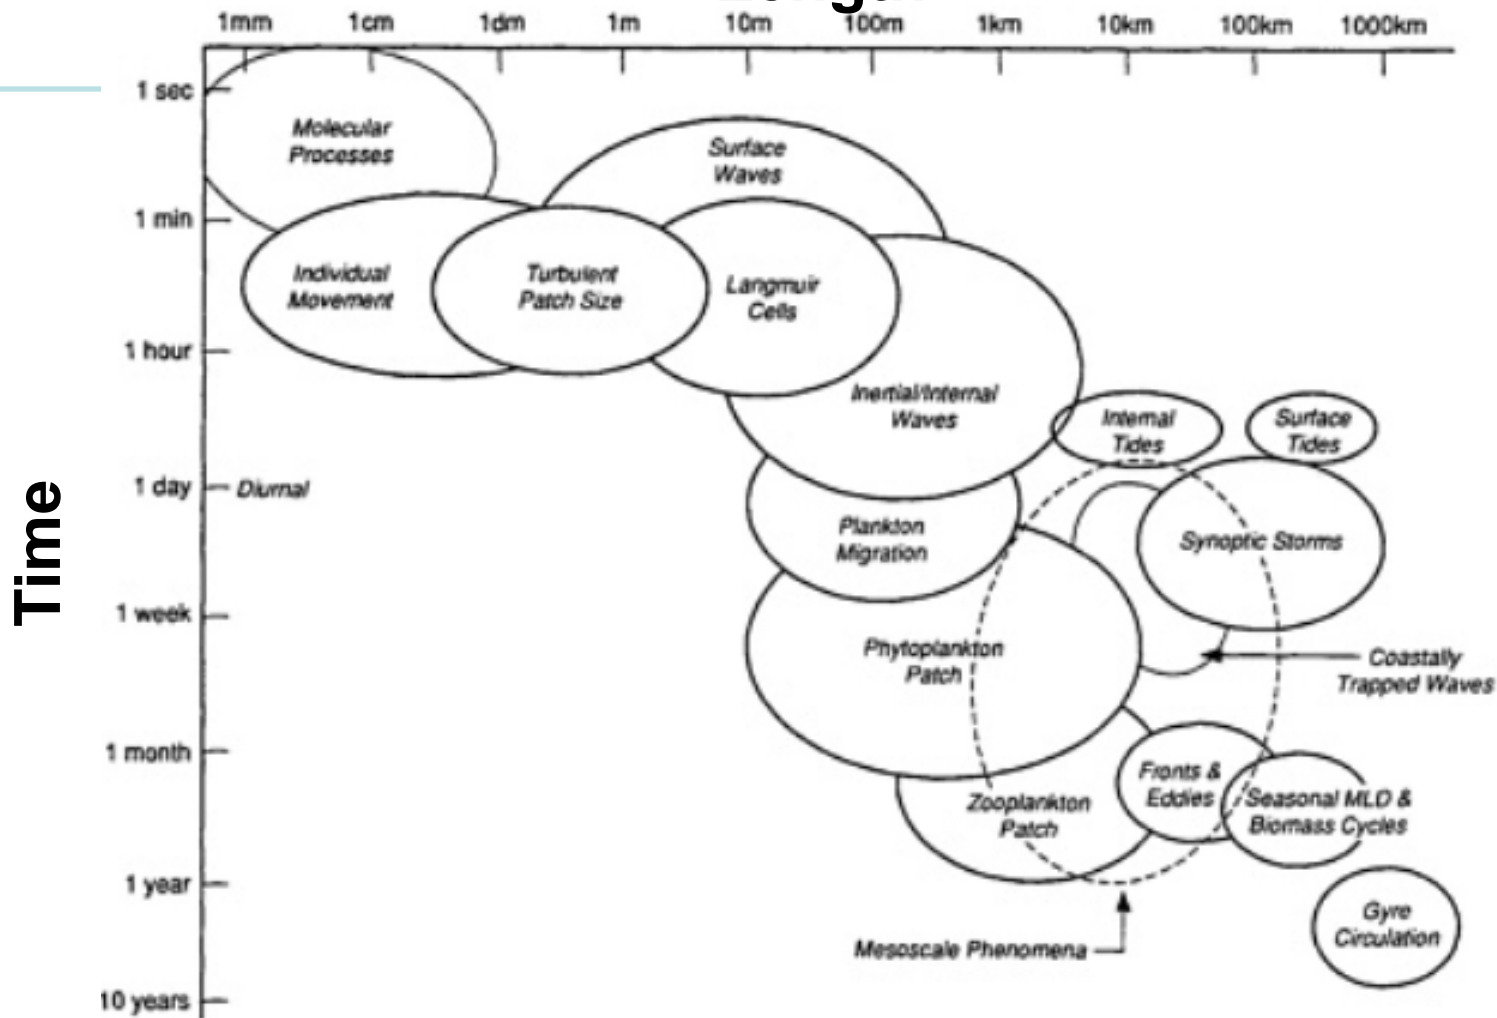 1mm 1cm 1dm 1m 10m 100m 1km 10km 100km 1000km
1 sec
Molecular
Processes
Surface
Waves
1 min
Individual
Movement
Turbulent
Patch Size
Langmuir
Cells
1 hour
Inertial/Internal
Waves
Internal
Tides
Surface
Tides
Time
1 day
Diurnal
Plankton
Migration
Synoptic Storms
1 week
Phytoplankton
Patch
Coastally
Trapped Waves
1 month
Fronts &
Eddies
Seasonal MLD &
Biomass Cycles
Zooplankton
Patch
1 year
Gyre
Circulation
Mesoscale Phenomena
10 years